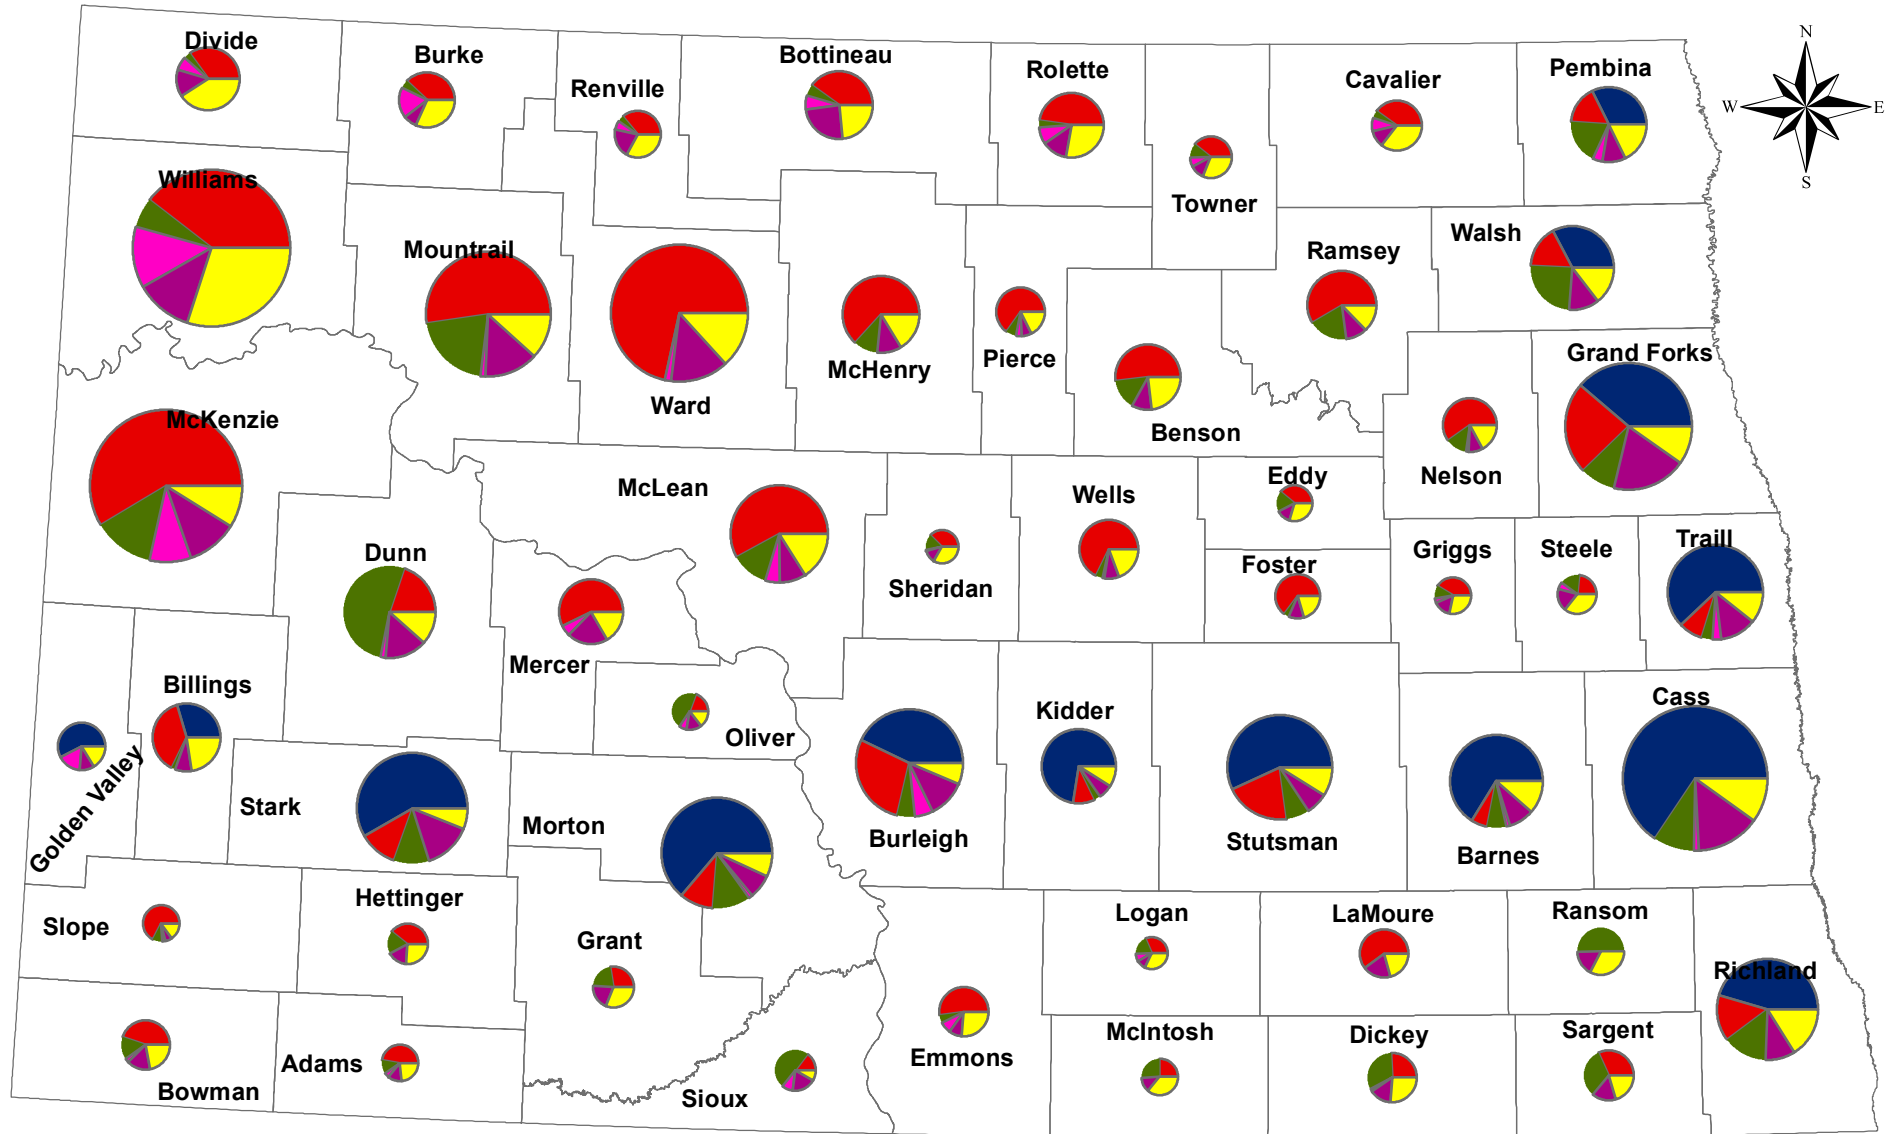 N
W
E
S
Divide
Burke
Renville
Bottineau
Rolette
Towner
Cavalier
Pembina
Williams
Mountrail
Ward
McHenry
Pierce
Benson
Ramsey
Walsh
Grand Forks
Nelson
McKenzie
Dunn
McLean
Mercer
Oliver
Sheridan
Wells
Eddy
Foster
Griggs
Steele
Traill
Golden Valley
Billings
Stark
Morton
Burleigh
Kidder
Stutsman
Barnes
Cass
Slope
Hettinger
Grant
Bowman
Adams
Sioux
Emmons
Logan
LaMoure
Ransom
Richland
McIntosh
Dickey
Sargent